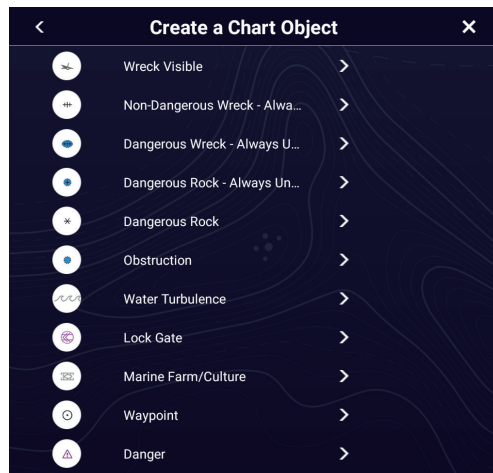 Create a Chart Object
Wreck Visible
Non-Dangerous Wreck - Alwa...
Dangerous Wreck - Always U...
Dangerous Rock - Always Un...
Dangerous Rock
Obstruction
Water Turbulence
Lock Gate
Marine Farm/Culture
Waypoint
Danger